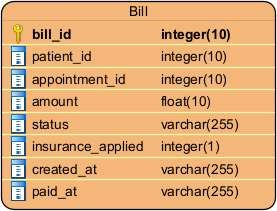 Bill
bill_id integer(10)
patient_id integer(10)
appointment_id integer(10)
amount float(10)
status varchar(255)
insurance_applied integer(1)
created_at varchar(255)
paid_at varchar(255)